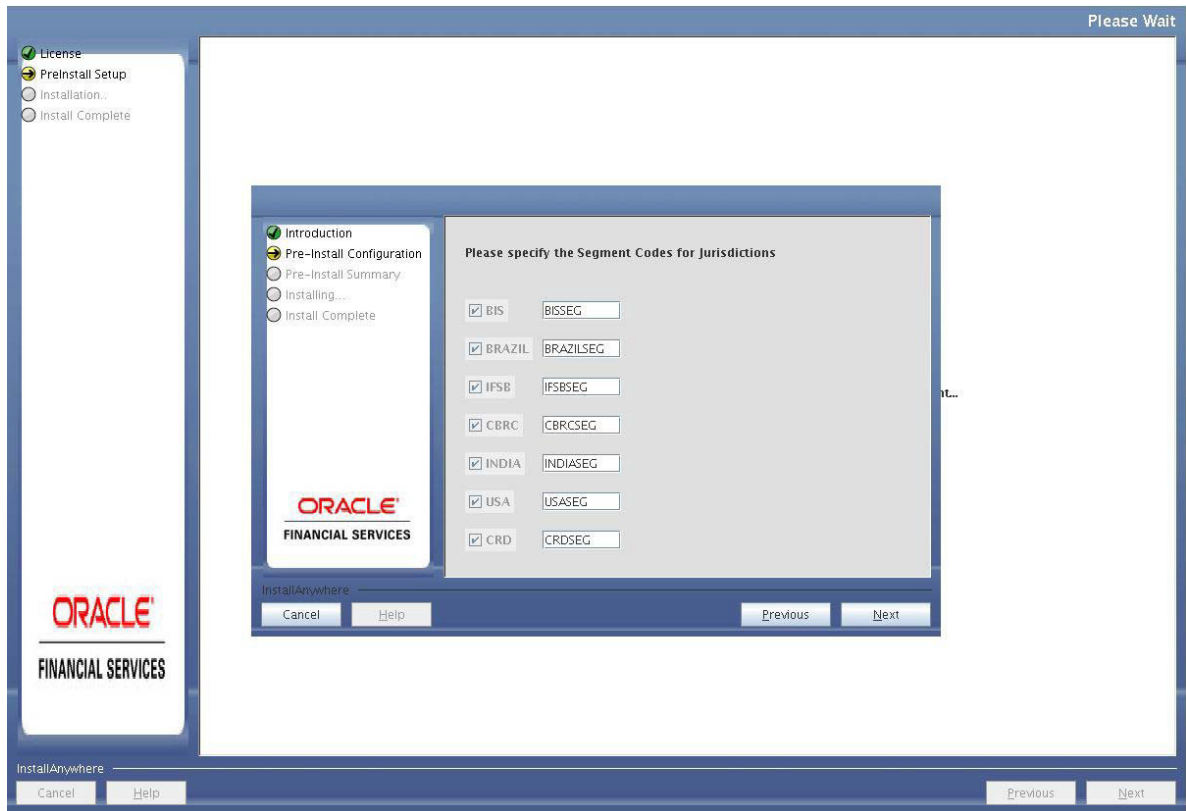 Please Wait
License
PreInstall Setup
Installation..
Install Complete
Introduction
Pre-Install Configuration
Pre-Install Summary
Installing...
Install Complete
Please specify the Segment Codes for Jurisdictions
BIS BISSEG
BRAZIL BRAZILSEG
IFSB IFSBSEG
CBRC CBRCSEG
INDIA INDIASEG
USA USASEG
CRD CRDSEG
ORACLE'
FINANCIAL SERVICES
InstallAnywhere
Cancel Help Previous Next
ORACLE'
FINANCIAL SERVICES
InstallAnywhere
Cancel Help Previous Next